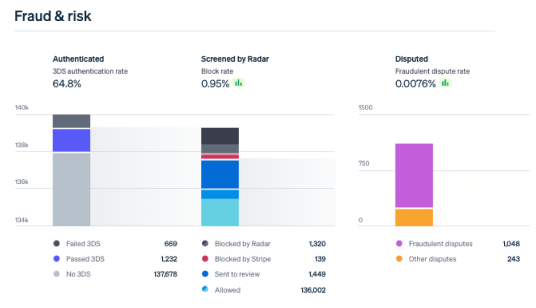 Fraud & risk
Authenticated
3DS authentication rate
64.8%
Screened by Radar
Block rate
0.95%
Disputed
Fraudulent dispute rate
0.0076%
140k
138k
136k
134k
1500
750
0
Failed 3DS 669
Passed 3DS 1,232
No 3DS 137,678
Blocked by Radar 1,320
Blocked by Stripe 139
Sent to review 1,449
Allowed 136,002
Fraudulent disputes 1,048
Other disputes 243